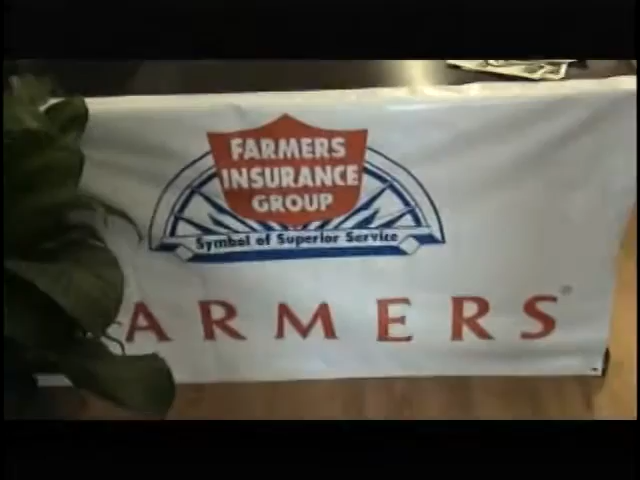 FARMERS
INSURANCE
GROUP
Symbol of Superior Service
ARMERS®